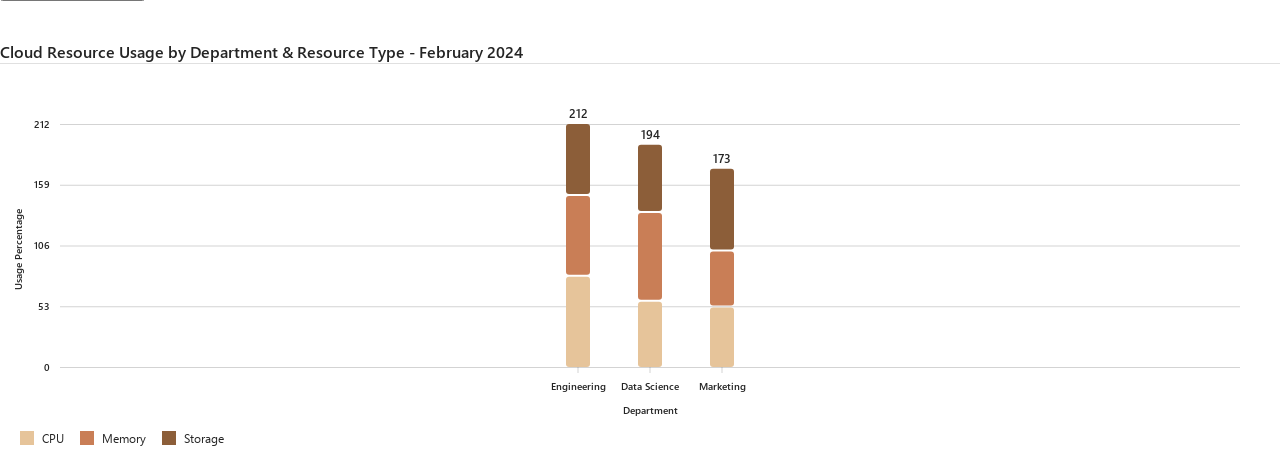 Cloud Resource Usage by Department & Resource Type - February 2024
212
194
173
212
159
106
53
0
Usage Percentage
Engineering Data Science Marketing
Department
CPU Memory Storage